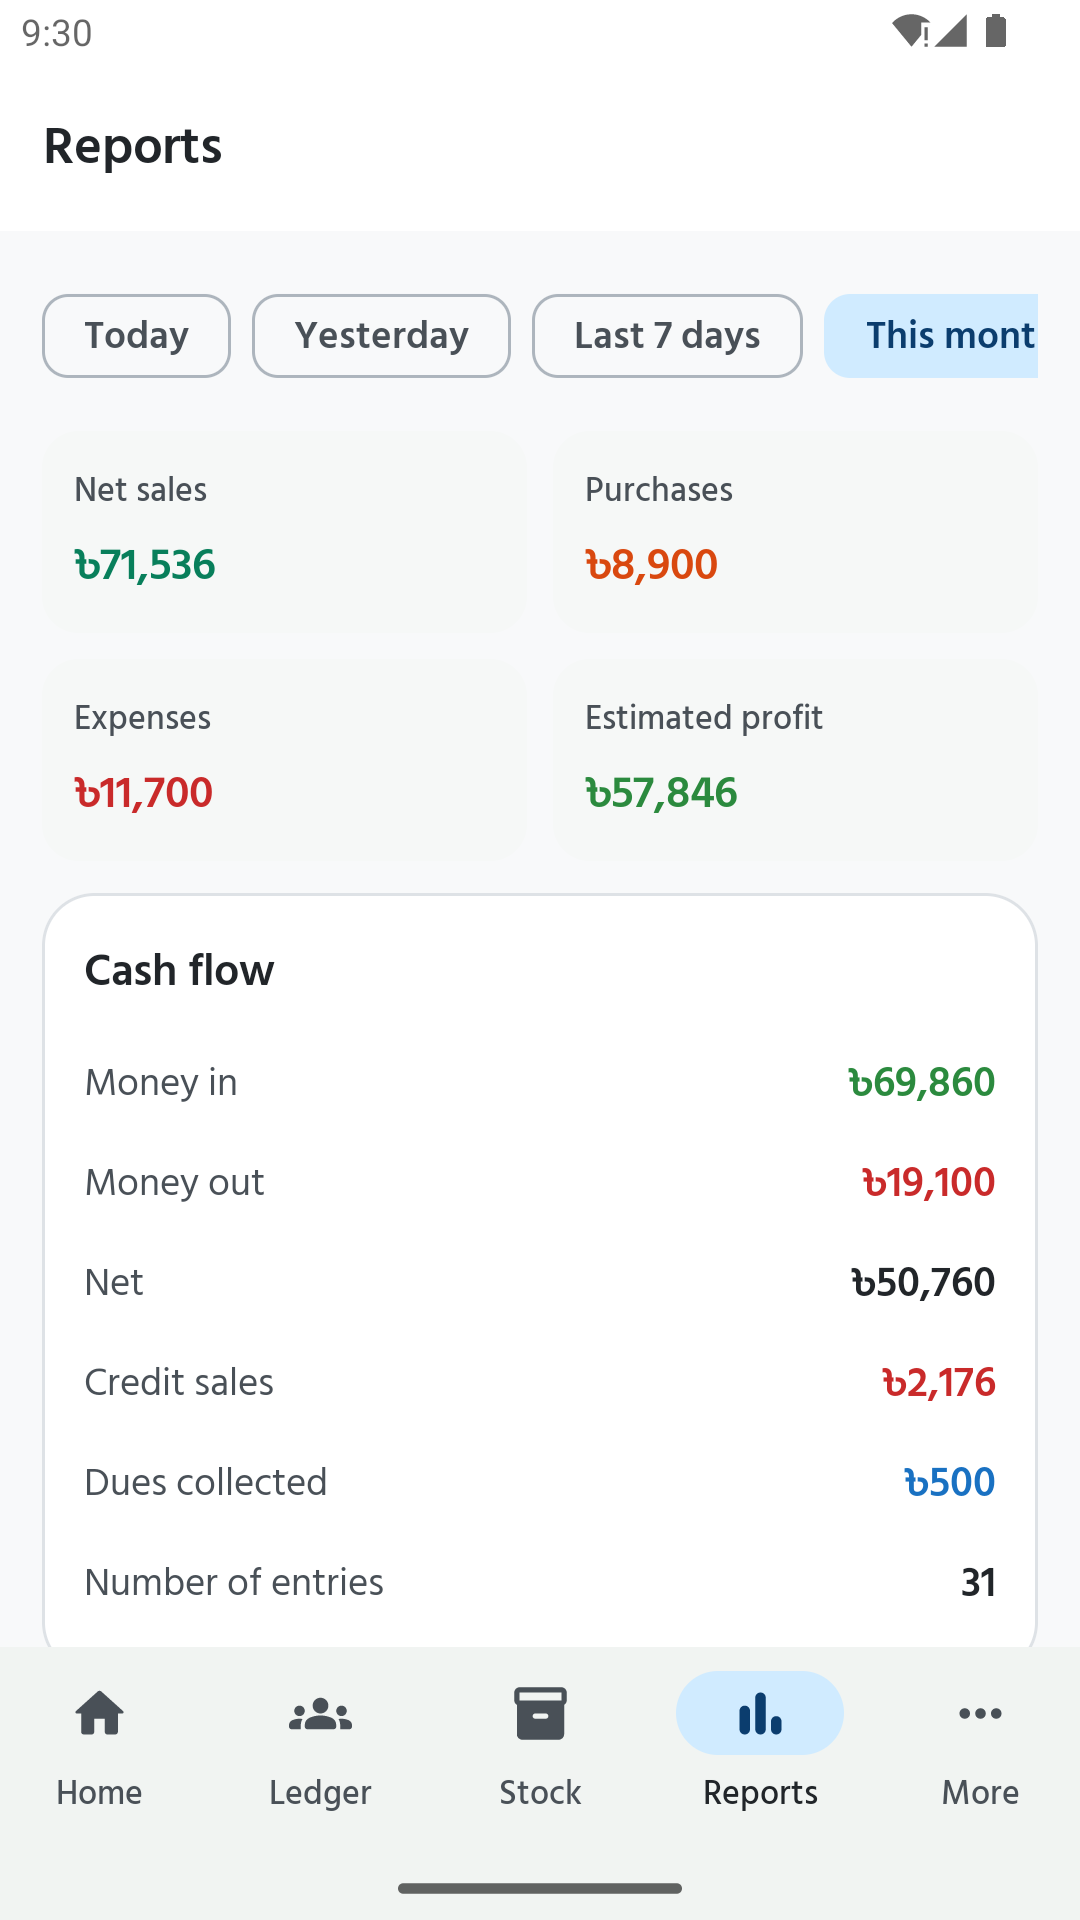 9:30
Reports
Today
Yesterday
Last 7 days
This mont
Net sales
৳71,536
Purchases
৳8,900
Expenses
৳11,700
Estimated profit
৳57,846
Cash flow
Money in ৳69,860
Money out ৳19,100
Net ৳50,760
Credit sales ৳2,176
Dues collected ৳500
Number of entries 31
Home
Ledger
Stock
Reports
More